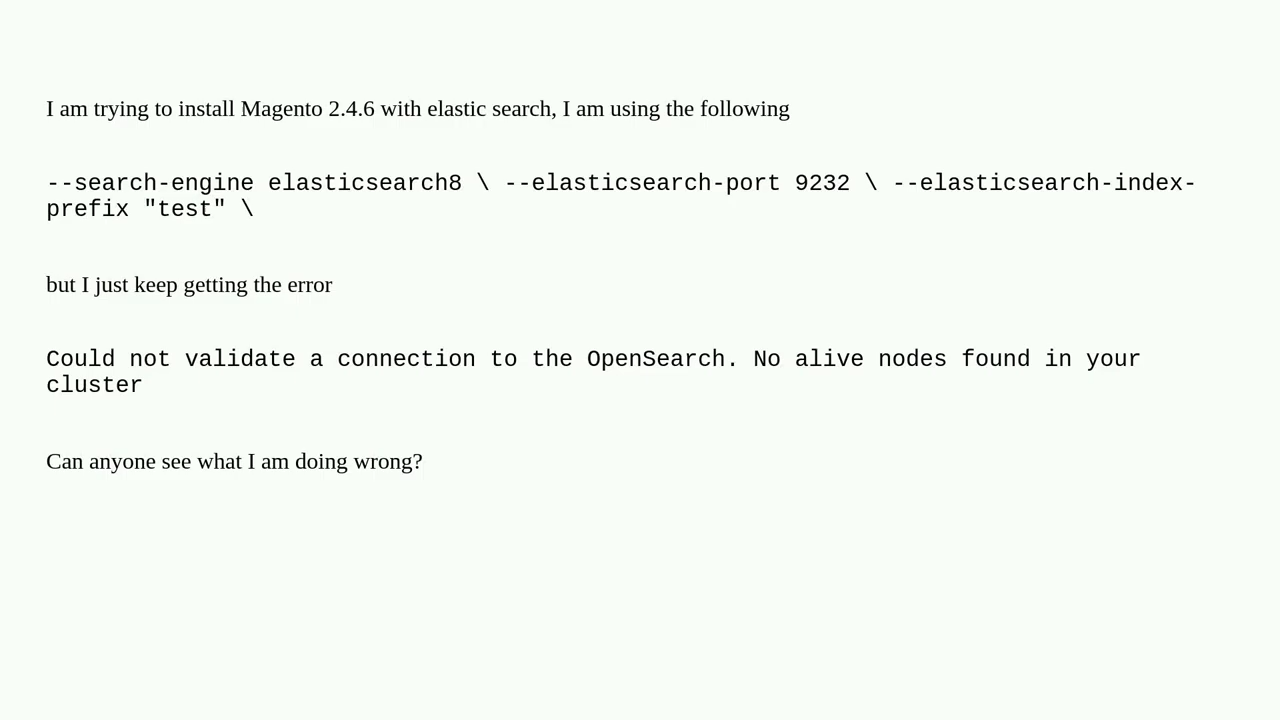 I am trying to install Magento 2.4.6 with elastic search, I am using the following
--search-engine elasticsearch8 \ --elasticsearch-port 9232 \ --elasticsearch-index-
prefix "test" \
but I just keep getting the error
Could not validate a connection to the OpenSearch. No alive nodes found in your
cluster
Can anyone see what I am doing wrong?